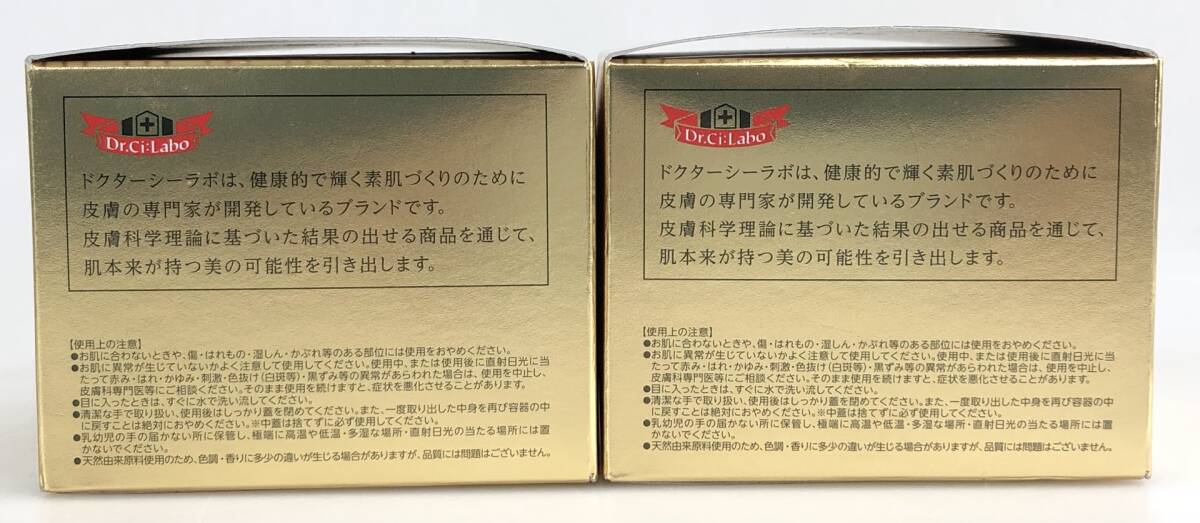 Dr.Ci:Labo
ドクターシーラボは、健康的で輝く素肌づくりのために
皮膚の専門家が開発しているブランドです。
皮膚科学理論に基づいた結果の出せる商品を通じて、
肌本来が持つ美の可能性を引き出します。
【使用上の注意】
●お肌に合わないときや、傷・はれもの・湿しん・かぶれ等のある部位には使用をおやめください。
●お肌に異常が生じていないかよく注意して使用してください。使用中、または使用後に直射日光に当
たって赤み・はれ・かゆみ・刺激・色抜け(白斑等)・黒ずみ等の異常があらわれた場合は、使用を中止し、
皮膚科専門医等にご相談ください。そのまま使用を続けますと、症状を悪化させることがあります。
●目に入ったときは、すぐに水で洗い流してください。
●清潔な手で取り扱い、使用後はしっかり蓋を閉めてください。また、一度取り出した中身を再び容器の中
に戻すことは絶対におやめください。※中蓋は捨てずに必ず使用してください。
●乳幼児の手の届かない所に保管し、極端に高温や低温・多湿な場所・直射日光の当たる場所には置
かないでください。
●天然由来原料使用のため、色調・香りに多少の違いが生じる場合がありますが、品質には問題はございません。
Dr.Ci:Labo
ドクターシーラボは、健康的で輝く素肌づくりのために
皮膚の専門家が開発しているブランドです。
皮膚科学理論に基づいた結果の出せる商品を通じて、
肌本来が持つ美の可能性を引き出します。
【使用上の注意】
●お肌に合わないときや、傷・はれもの・湿しん・かぶれ等のある部位には使用をおやめください。
●お肌に異常が生じていないかよく注意して使用してください。使用中、または使用後に直射日光に当
たって赤み・はれ・かゆみ・刺激・色抜け(白斑等)・黒ずみ等の異常があらわれた場合は、使用を中止し、
皮膚科専門医等にご相談ください。そのまま使用を続けますと、症状を悪化させることがあります。
●目に入ったときは、すぐに水で洗い流してください。
●清潔な手で取り扱い、使用後はしっかり蓋を閉めてください。また、一度取り出した中身を再び容器の中
に戻すことは絶対におやめください。※中蓋は捨てずに必ず使用してください。
●乳幼児の手の届かない所に保管し、極端に高温や低温・多湿な場所・直射日光の当たる場所には置
かないでください。
●天然由来原料使用のため、色調・香りに多少の違いが生じる場合がありますが、品質には問題はございません。